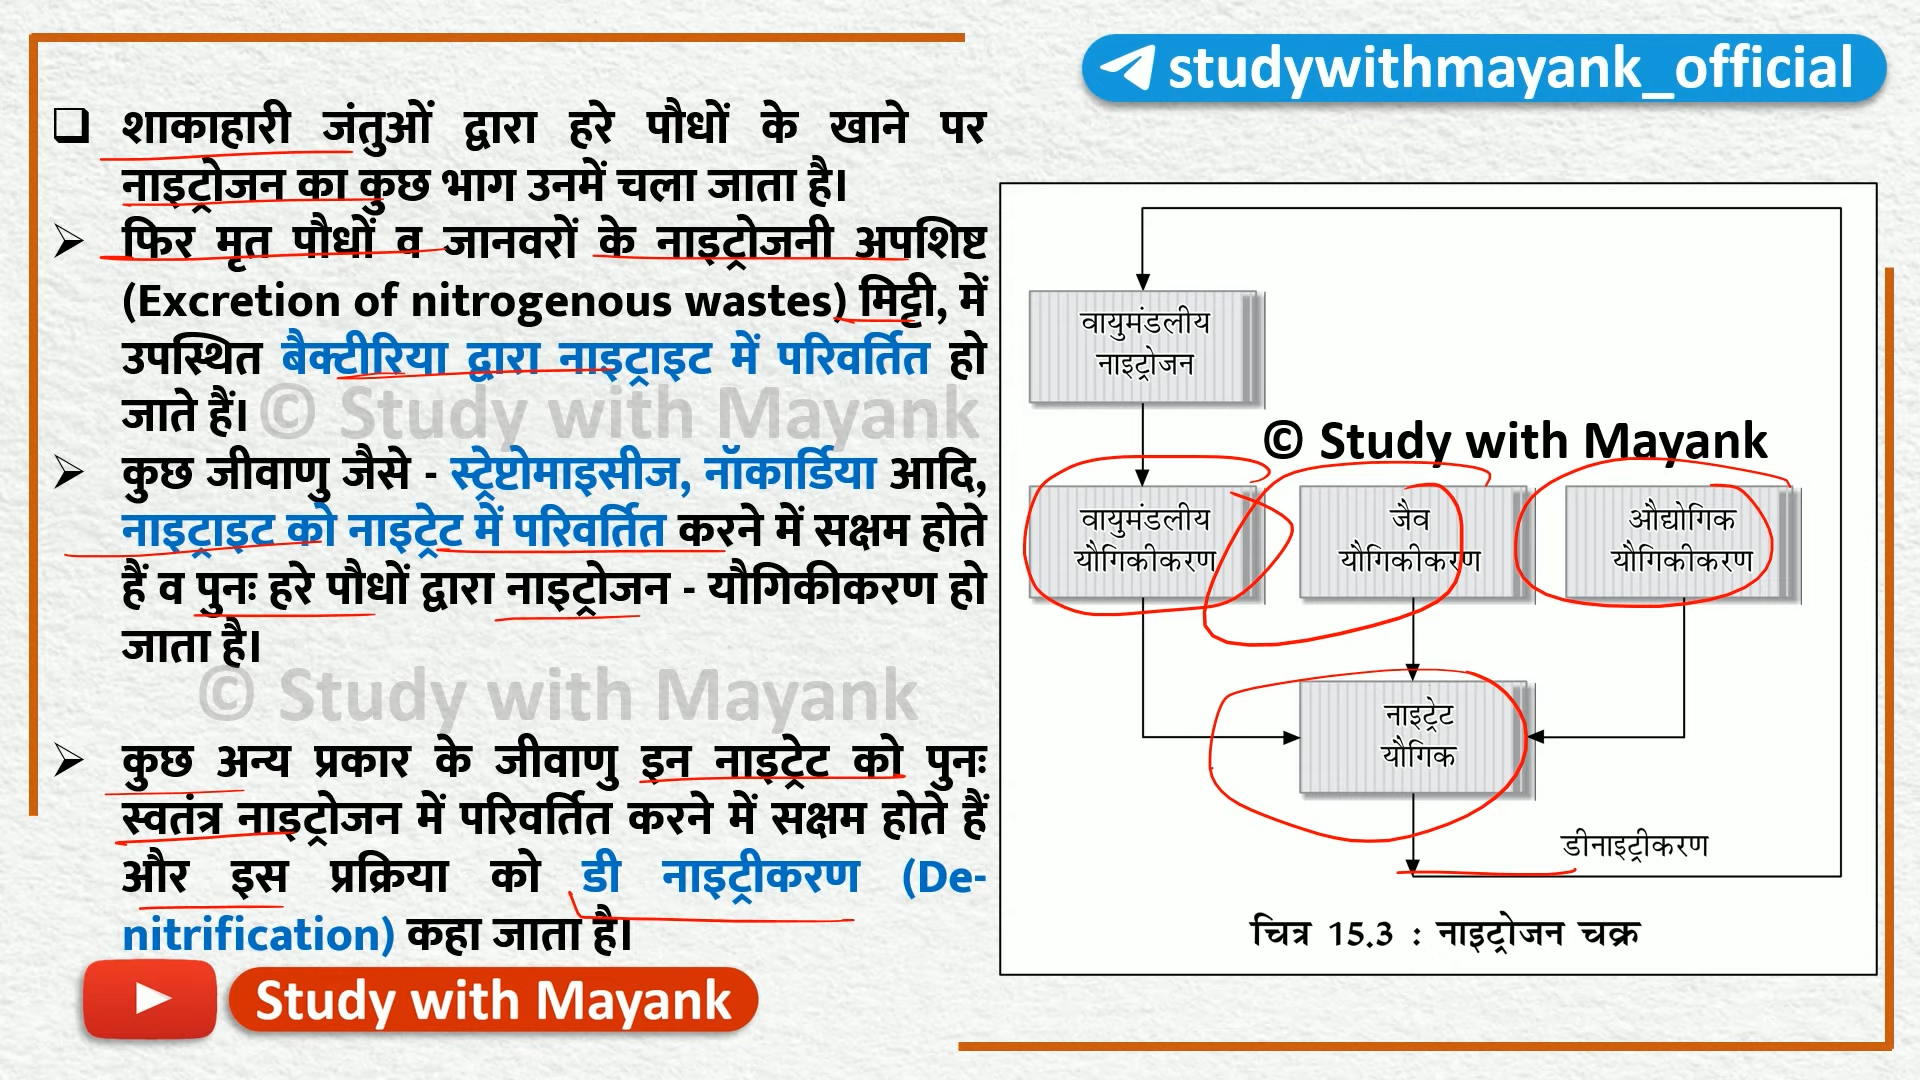 studywithmayank_official
शाकाहारी जंतुओं द्वारा हरे पौधों के खाने पर
नाइट्रोजन का कुछ भाग उनमें चला जाता है।
फिर मृत पौधों व जानवरों के नाइट्रोजनी अपशिष्ट
(Excretion of nitrogenous wastes) मिट्टी, में
उपस्थित बैक्टीरिया द्वारा नाइट्राइट में परिवर्तित हो
जाते हैं।
© Study with Mayank
कुछ जीवाणु जैसे - स्ट्रेप्टोमाइसीज, नॉकार्डिया आदि,
नाइट्राइट को नाइट्रेट में परिवर्तित करने में सक्षम होते
हैं व पुनः हरे पौधों द्वारा नाइट्रोजन - यौगिकीकरण हो
जाता है।
© Study with Mayank
कुछ अन्य प्रकार के जीवाणु इन नाइट्रेट को पुनः
स्वतंत्र नाइट्रोजन में परिवर्तित करने में सक्षम होते हैं
और इस प्रक्रिया को डी नाइट्रीकरण (De-
nitrification) कहा जाता है।
Study with Mayank
वायुमंडलीय
नाइट्रोजन
© Study with Mayank
वायुमंडलीय
यौगिकीकरण
जैव
यौगिकीकरण
औद्योगिक
यौगिकीकरण
नाइट्रेट
यौगिक
डीनाइट्रीकरण
चित्र 15.3 : नाइट्रोजन चक्र